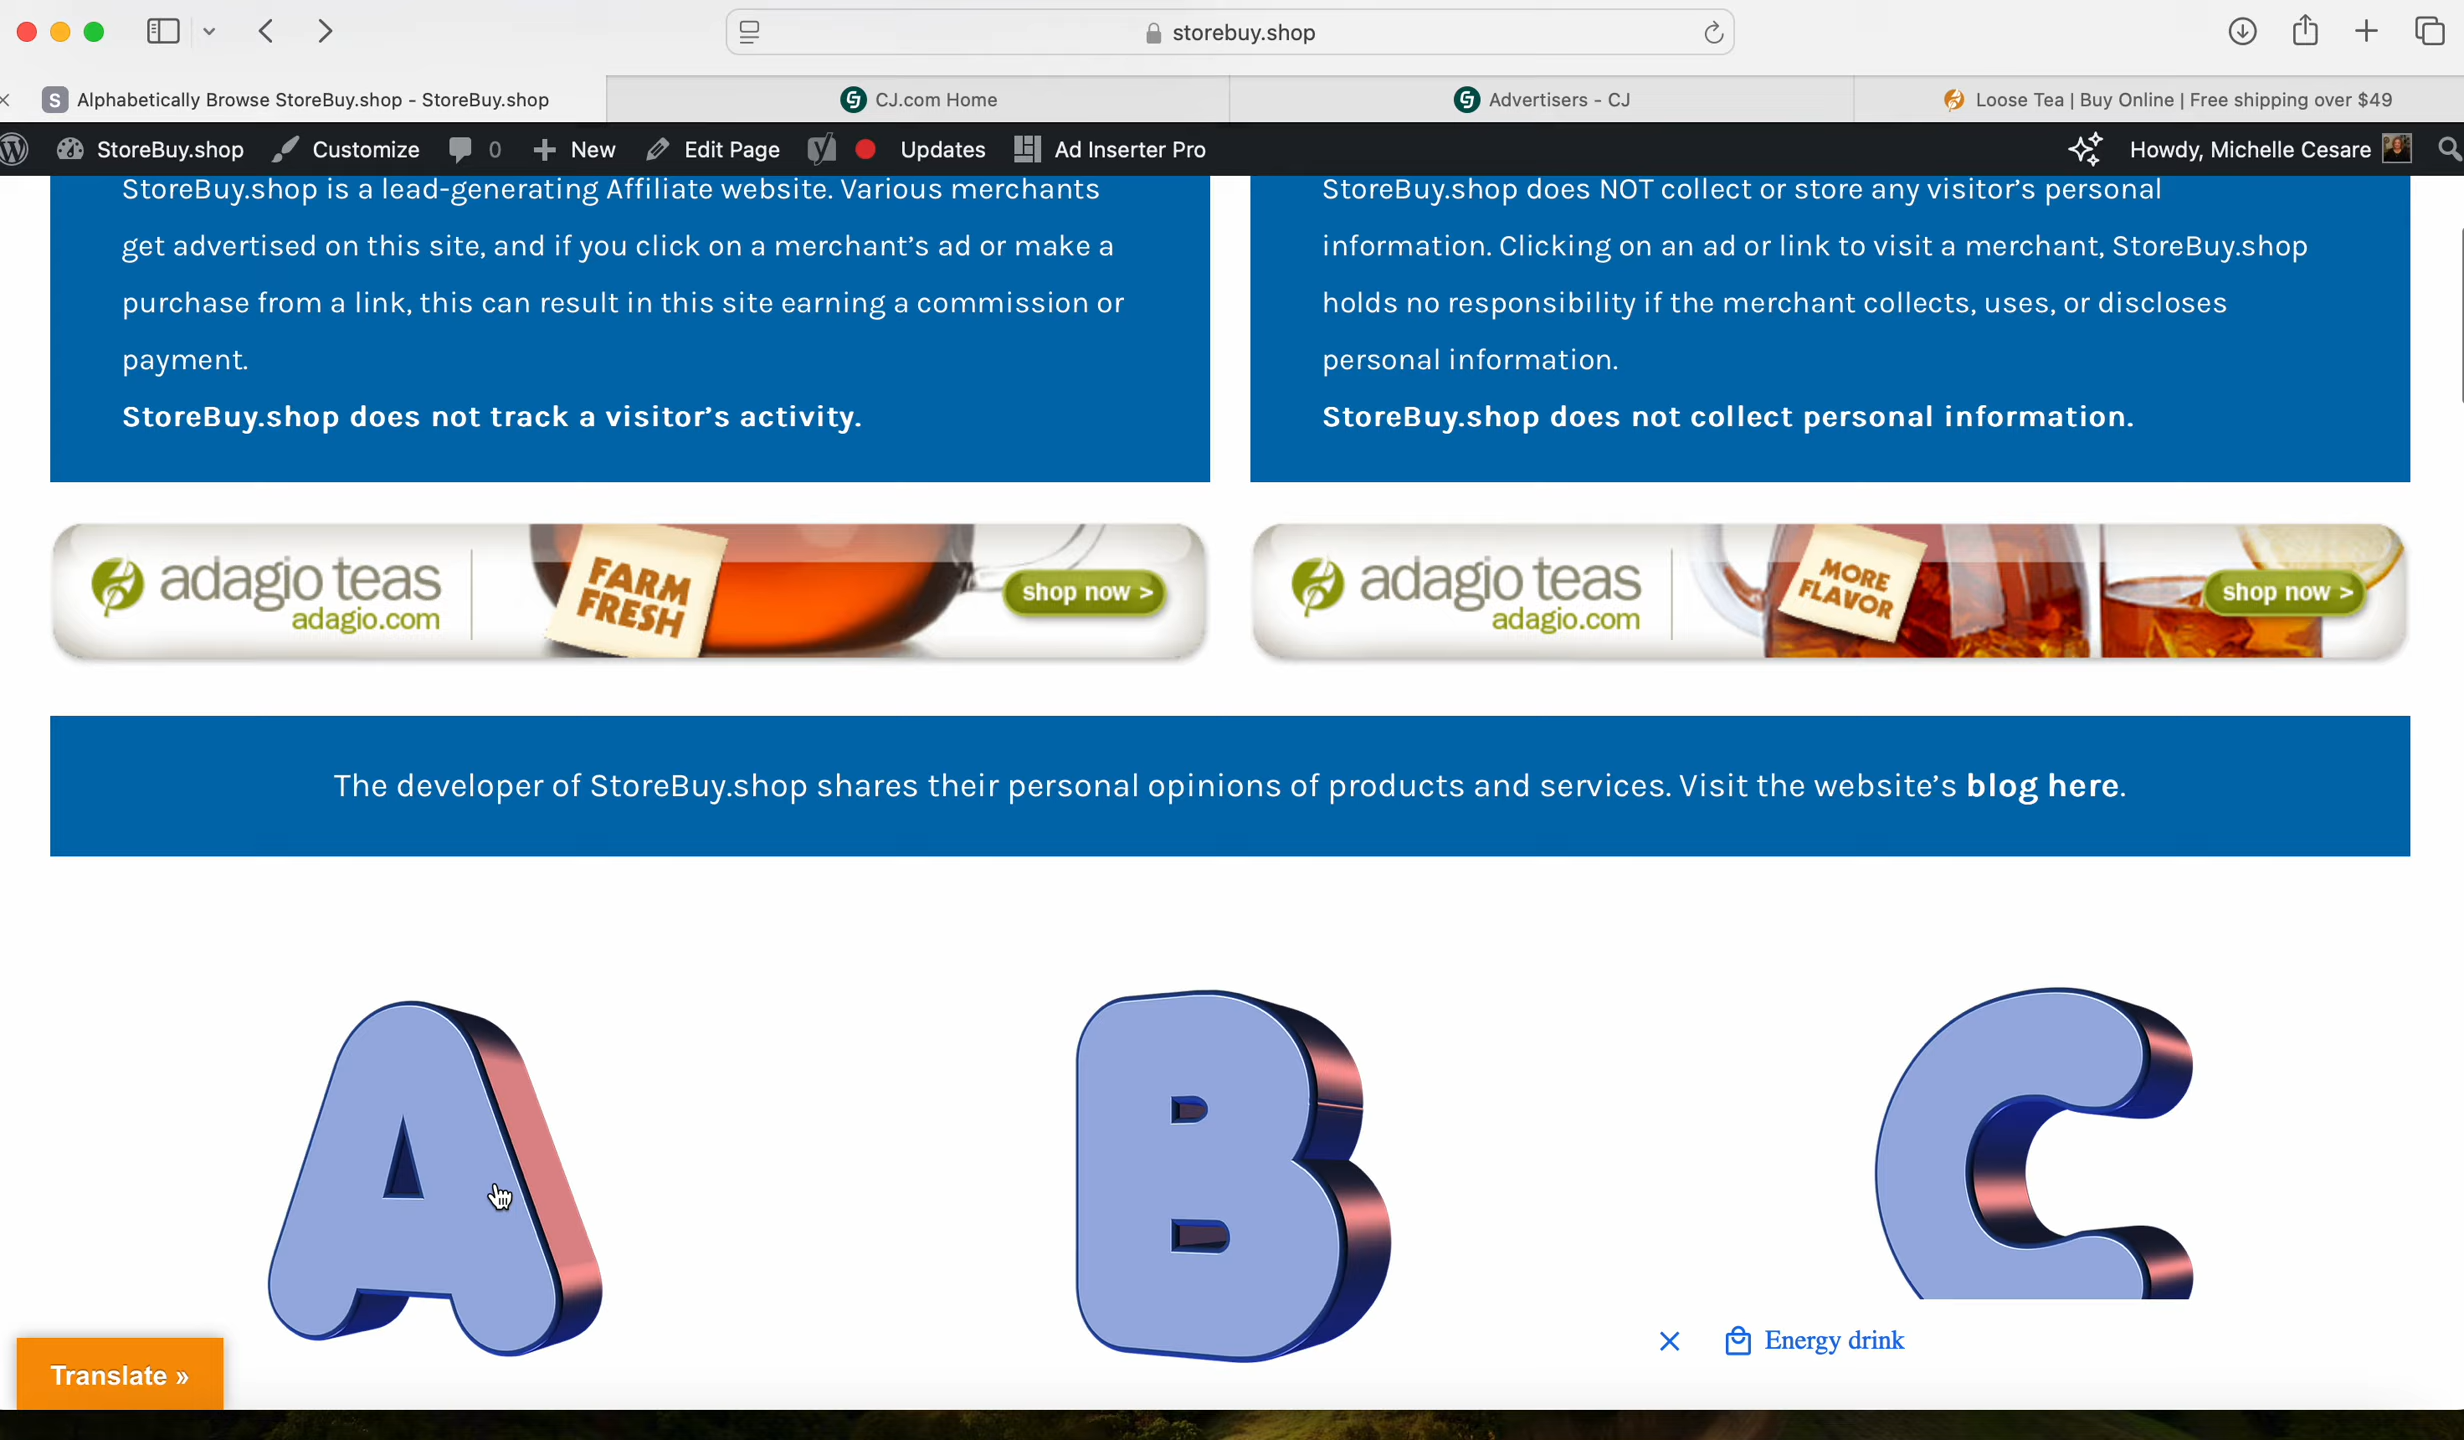 storebuy.shop
S Alphabetically Browse StoreBuy.shop - StoreBuy.shop
CJ.com Home
Advertisers - CJ
Loose Tea | Buy Online | Free shipping over $49
StoreBuy.shop Customize 0 New Edit Page Updates Ad Inserter Pro Howdy, Michelle Cesare
StoreBuy.shop is a lead-generating Affiliate website. Various merchants
get advertised on this site, and if you click on a merchant's ad or make a
purchase from a link, this can result in this site earning a commission or
payment.
StoreBuy.shop does not track a visitor's activity.
StoreBuy.shop does NOT collect or store any visitor's personal
information. Clicking on an ad or link to visit a merchant, StoreBuy.shop
holds no responsibility if the merchant collects, uses, or discloses
personal information.
StoreBuy.shop does not collect personal information.
adagio teas
adagio.com
FARM
FRESH
shop now >
adagio teas
adagio.com
MORE
FLAVOR
shop now >
The developer of StoreBuy.shop shares their personal opinions of products and services. Visit the website's blog here.
A
B
C
Energy drink
Translate »